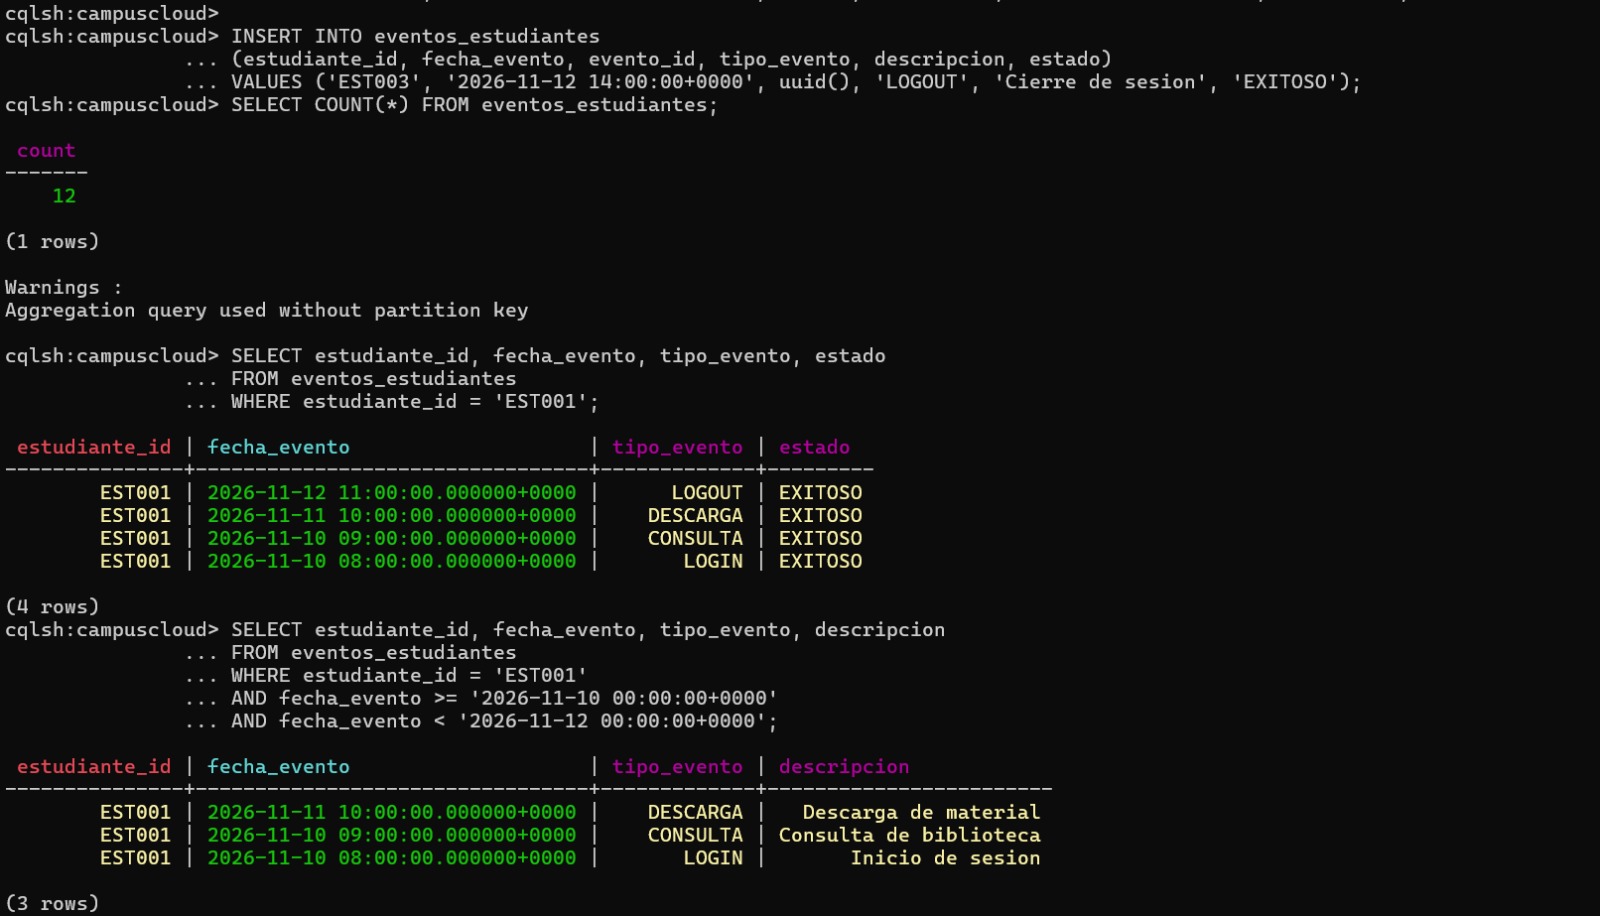 cqlsh:campuscloud>
cqlsh:campuscloud> INSERT INTO eventos_estudiantes
               ... (estudiante_id, fecha_evento, evento_id, tipo_evento, descripcion, estado)
               ... VALUES ('EST003', '2026-11-12 14:00:00+0000', uuid(), 'LOGOUT', 'Cierre de sesion', 'EXITOSO');
cqlsh:campuscloud> SELECT COUNT(*) FROM eventos_estudiantes;
 count
-------
    12
(1 rows)
Warnings :
Aggregation query used without partition key
cqlsh:campuscloud> SELECT estudiante_id, fecha_evento, tipo_evento, estado
               ... FROM eventos_estudiantes
               ... WHERE estudiante_id = 'EST001';
 estudiante_id | fecha_evento                    | tipo_evento | estado
---------------+---------------------------------+-------------+---------
        EST001 | 2026-11-12 11:00:00.000000+0000 |      LOGOUT | EXITOSO
        EST001 | 2026-11-11 10:00:00.000000+0000 |    DESCARGA | EXITOSO
        EST001 | 2026-11-10 09:00:00.000000+0000 |    CONSULTA | EXITOSO
        EST001 | 2026-11-10 08:00:00.000000+0000 |       LOGIN | EXITOSO
(4 rows)
cqlsh:campuscloud> SELECT estudiante_id, fecha_evento, tipo_evento, descripcion
               ... FROM eventos_estudiantes
               ... WHERE estudiante_id = 'EST001'
               ... AND fecha_evento >= '2026-11-10 00:00:00+0000'
               ... AND fecha_evento < '2026-11-12 00:00:00+0000';
 estudiante_id | fecha_evento                    | tipo_evento | descripcion
---------------+---------------------------------+-------------+------------------------
        EST001 | 2026-11-11 10:00:00.000000+0000 |    DESCARGA |   Descarga de material
        EST001 | 2026-11-10 09:00:00.000000+0000 |    CONSULTA | Consulta de biblioteca
        EST001 | 2026-11-10 08:00:00.000000+0000 |       LOGIN |       Inicio de sesion
(3 rows)